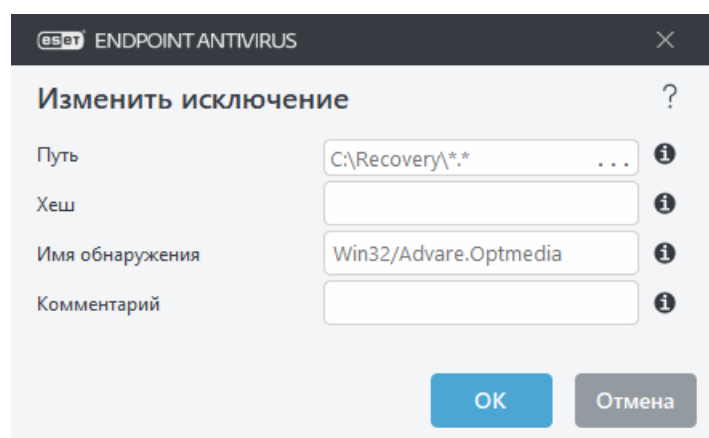 eset ENDPOINT ANTIVIRUS
Изменить исключение ?
Путь C:\Recovery\*.* ...
Хеш
Имя обнаружения Win32/Advare.Optmedia
Комментарий
OK Отмена